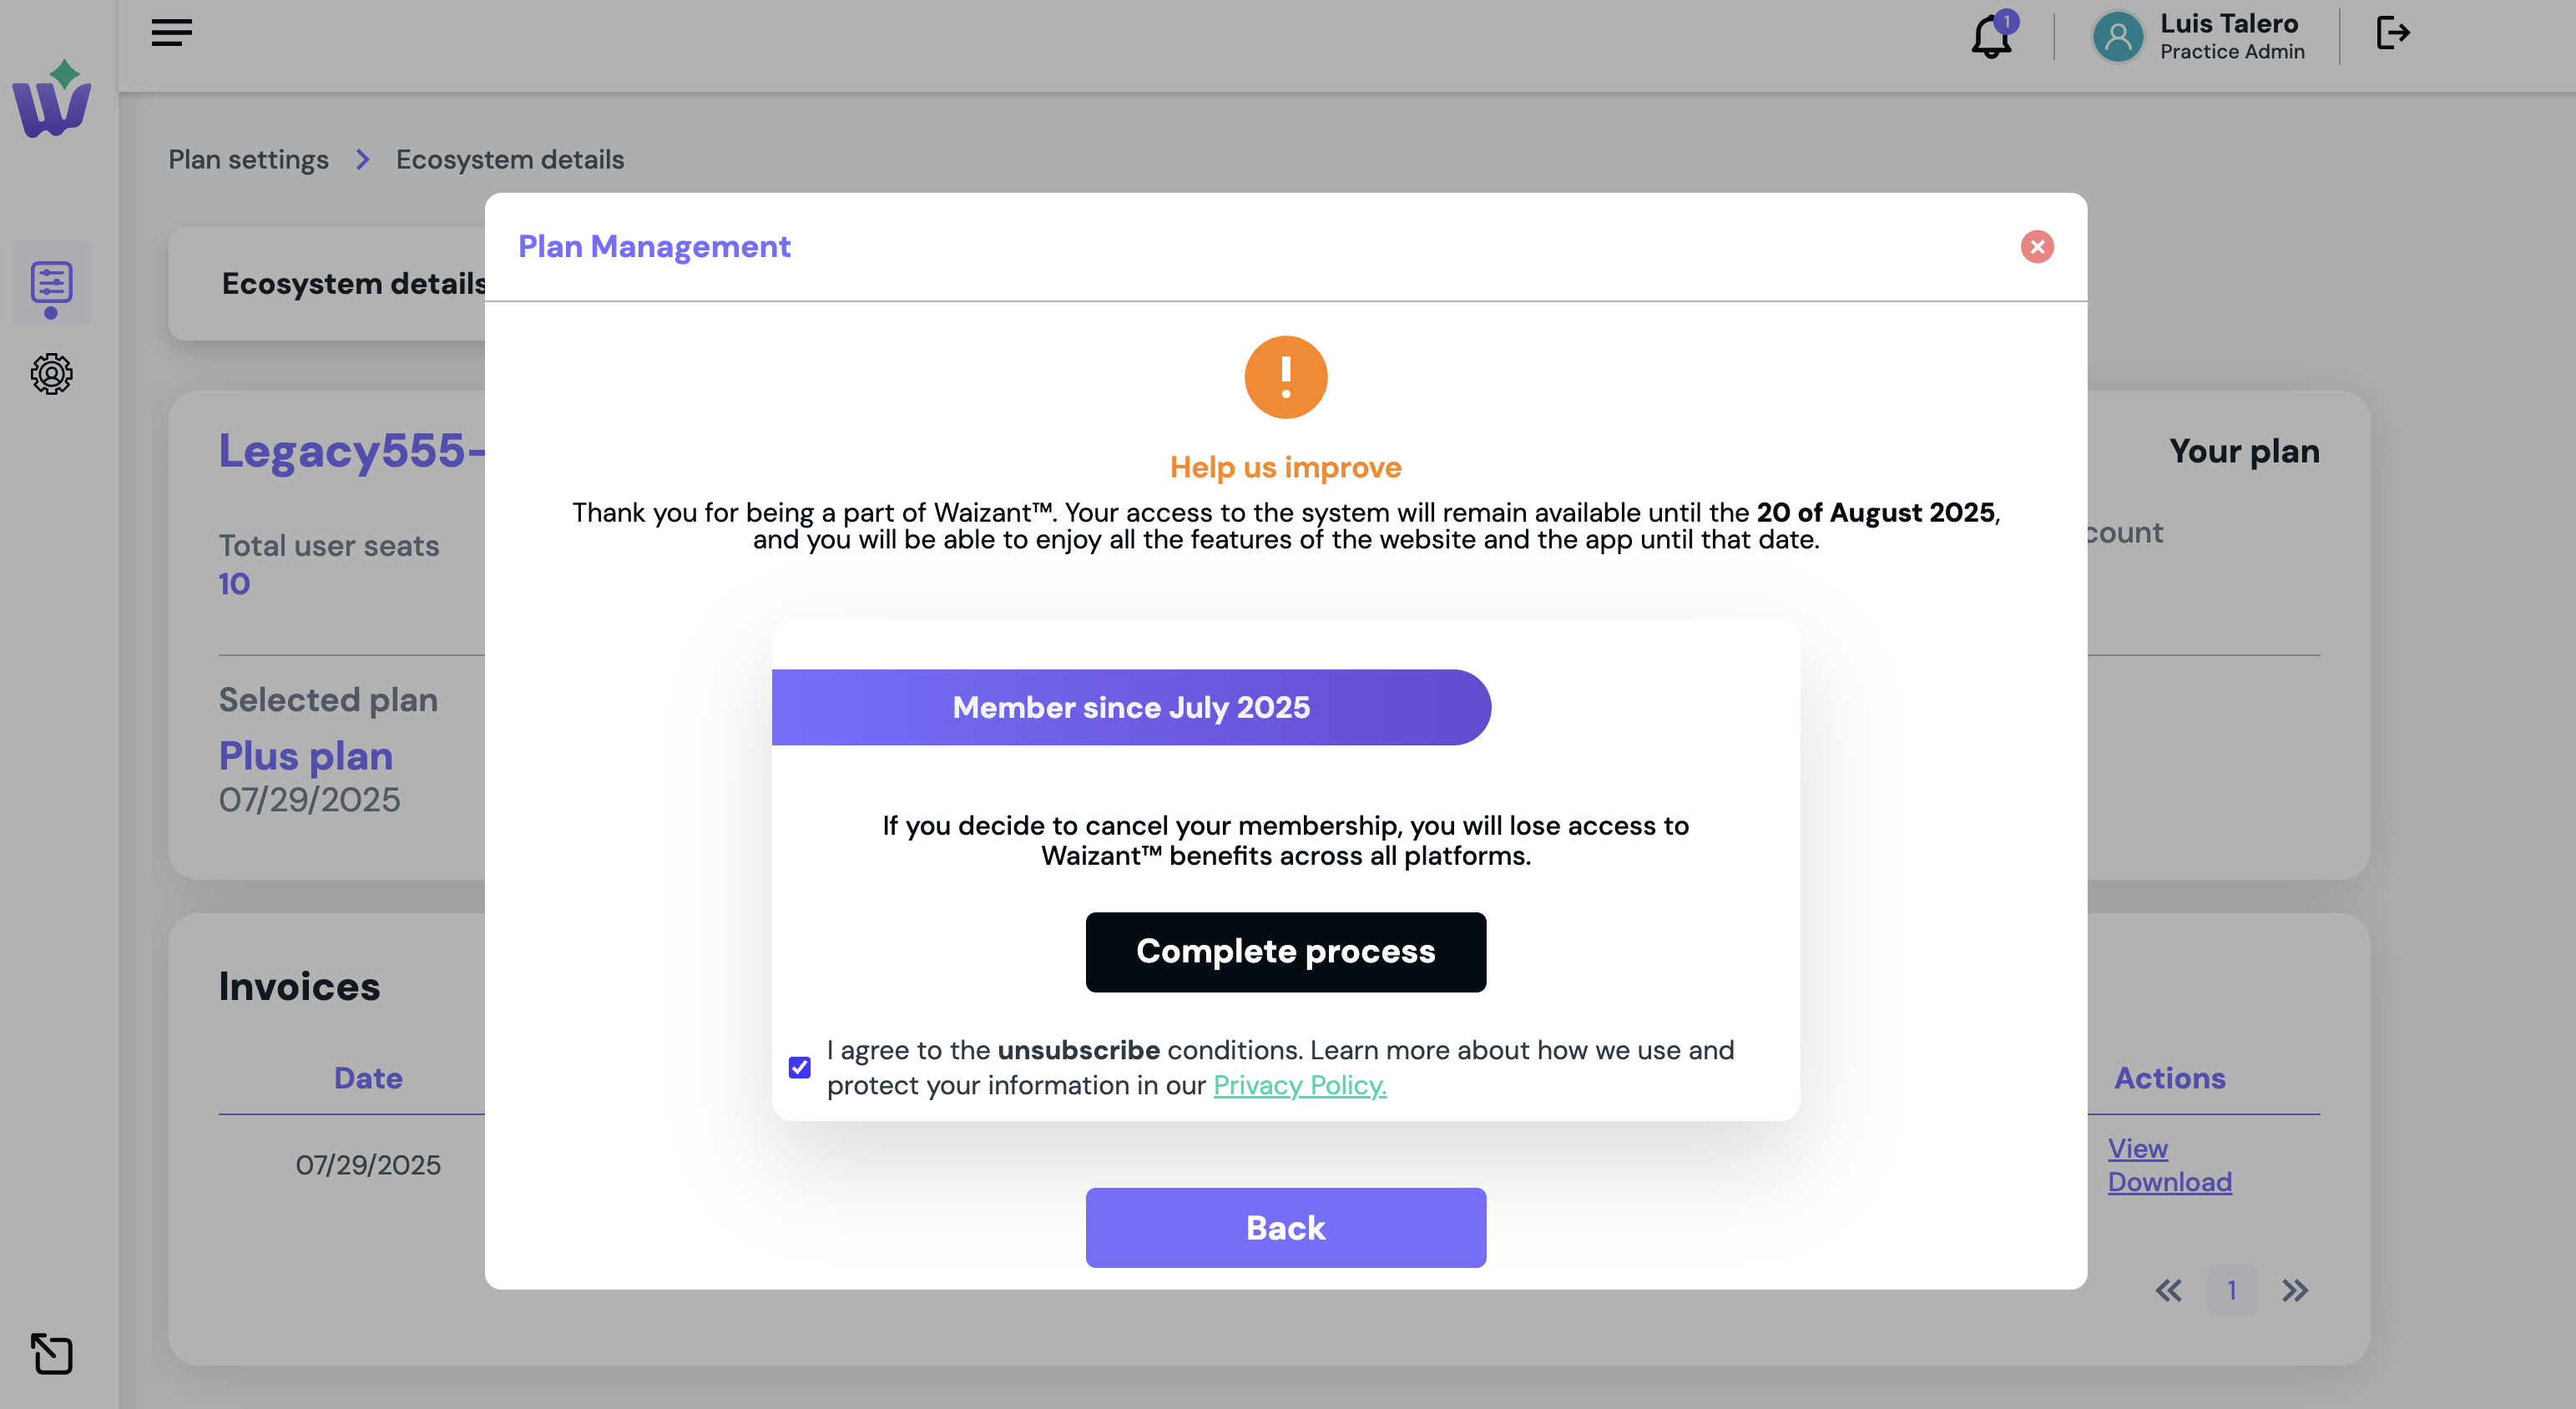 1
Luis Talero
Practice Admin
Plan settings
Ecosystem details
Ecosystem details
Plan Management
Help us improve
Thank you for being a part of Waizant™. Your access to the system will remain available until the 20 of August 2025,
and you will be able to enjoy all the features of the website and the app until that date.
Legacy555-
Your plan
Total user seats
10
count
Selected plan
Plus plan
07/29/2025
Member since July 2025
If you decide to cancel your membership, you will lose access to
Waizant™ benefits across all platforms.
Complete process
I agree to the unsubscribe conditions. Learn more about how we use and
protect your information in our Privacy Policy.
Back
Invoices
Date
Actions
07/29/2025
View
Download
1